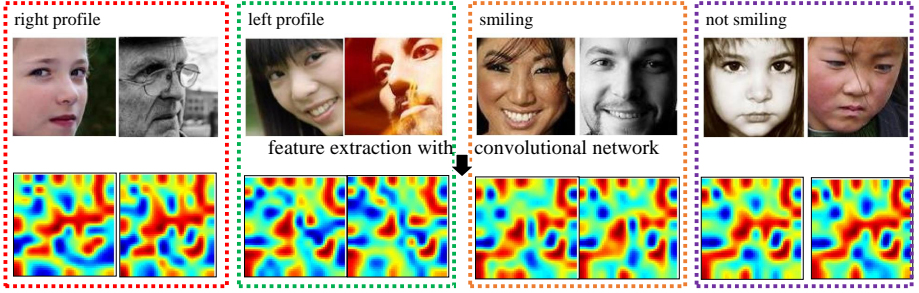 right profile
left profile
smiling
not smiling
feature extraction with convolutional network